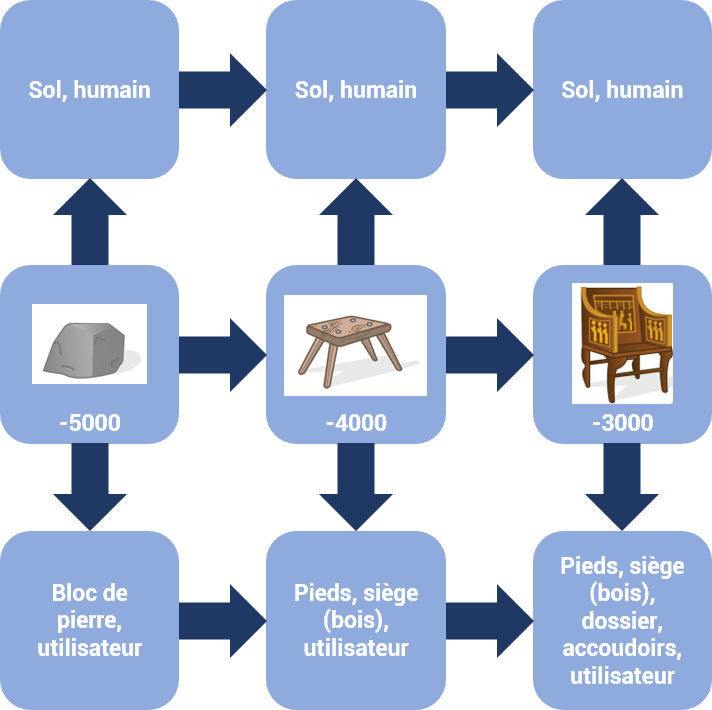 Sol, humain
Sol, humain
Sol, humain
-5000
-4000
-3000
Bloc de
pierre,
utilisateur
Pieds, siège
(bois),
utilisateur
Pieds, siège
(bois),
dossier,
accoudoirs,
utilisateur